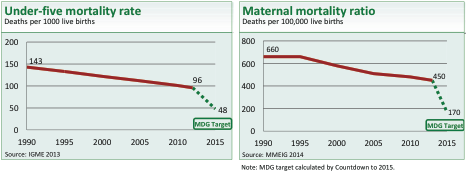 Under-five mortality rate
Deaths per 1000 live births
200
150
143
100
96
50
48
0
MDG Target
1990 1995 2000 2005 2010 2015
Source: IGME 2013
Maternal mortality ratio
Deaths per 100,000 live births
800
660
600
400
450
200
170
0
MDG Target
1990 1995 2000 2005 2010 2015
Source: MMEIG 2014
Note: MDG target calculated by Countdown to 2015.